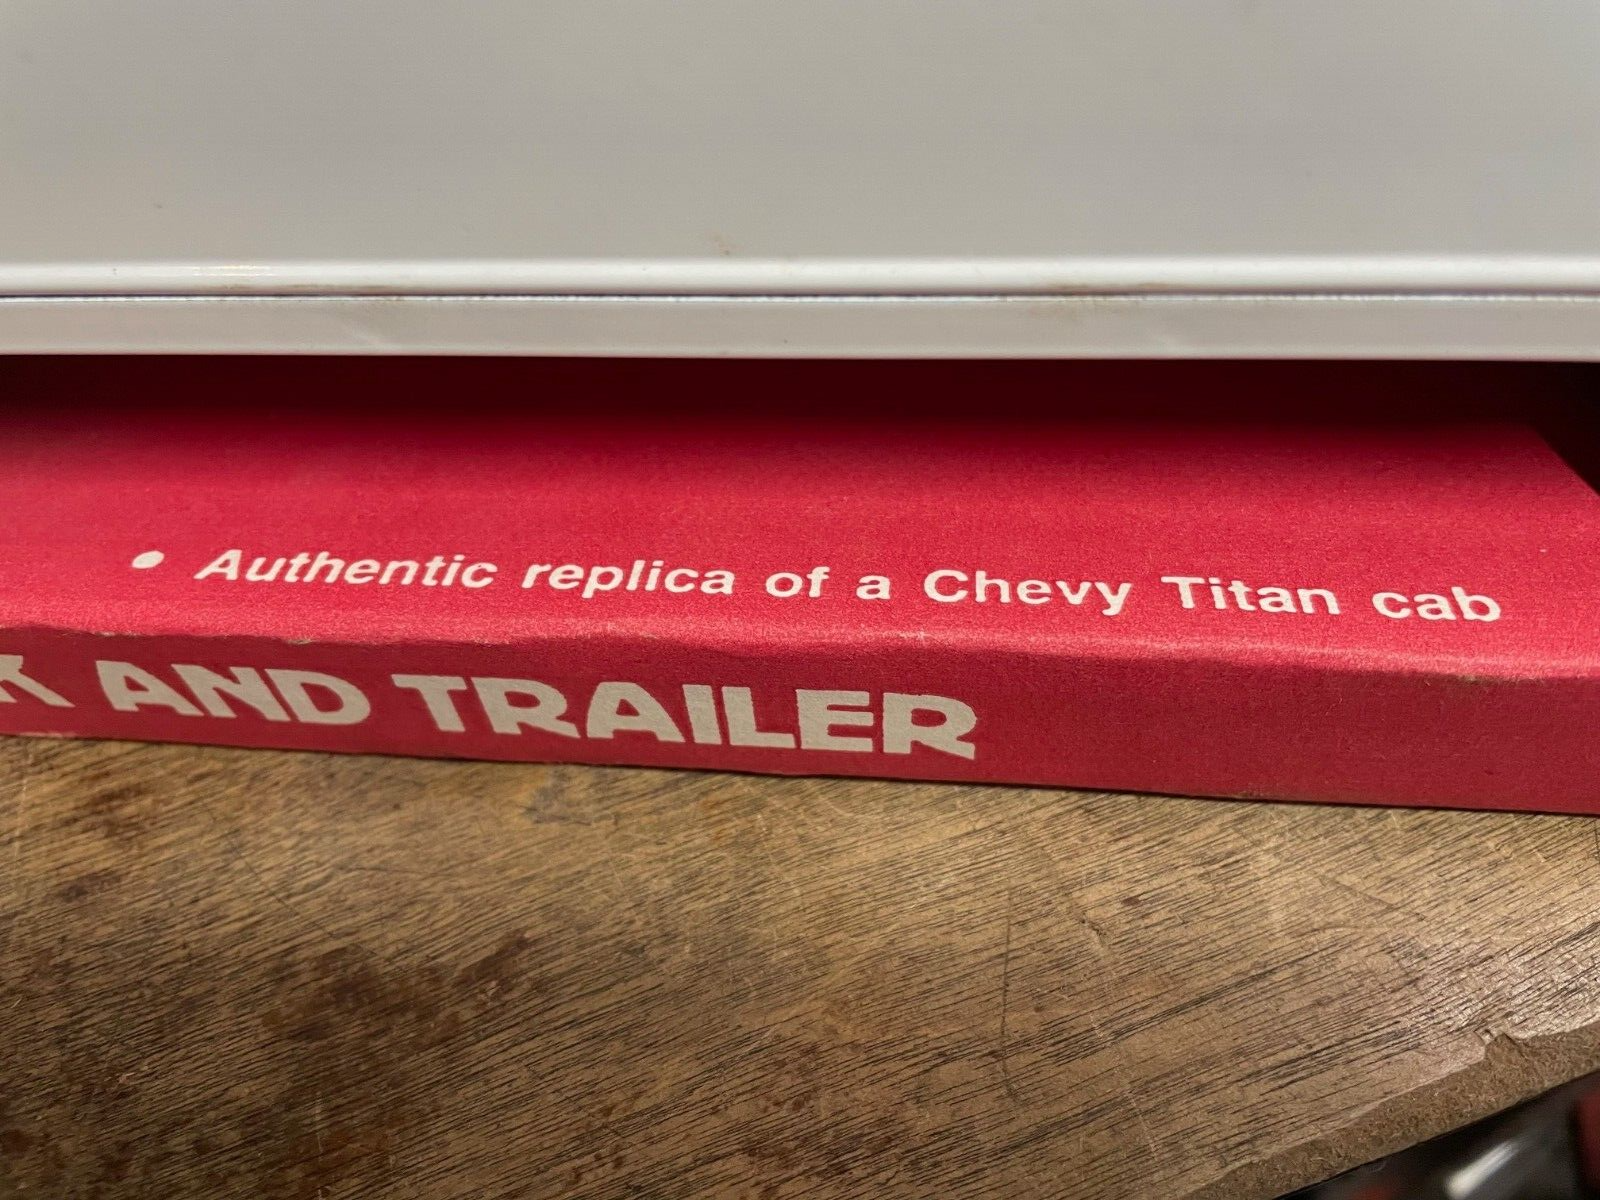 • Authentic replica of a Chevy Titan cab
K AND TRAILER